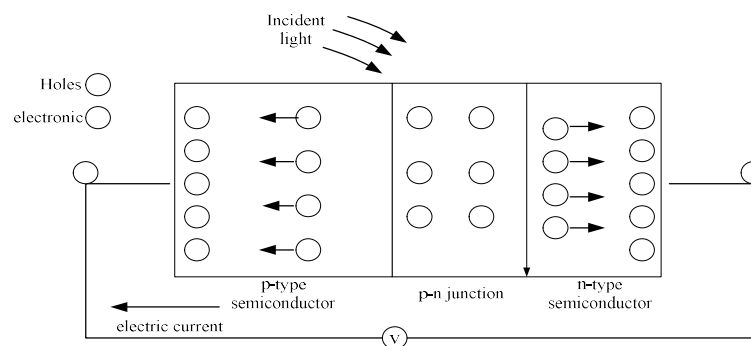 Incident
light
Holes
electronic
p-type
semiconductor
p-n junction
n-type
semiconductor
electric current
V